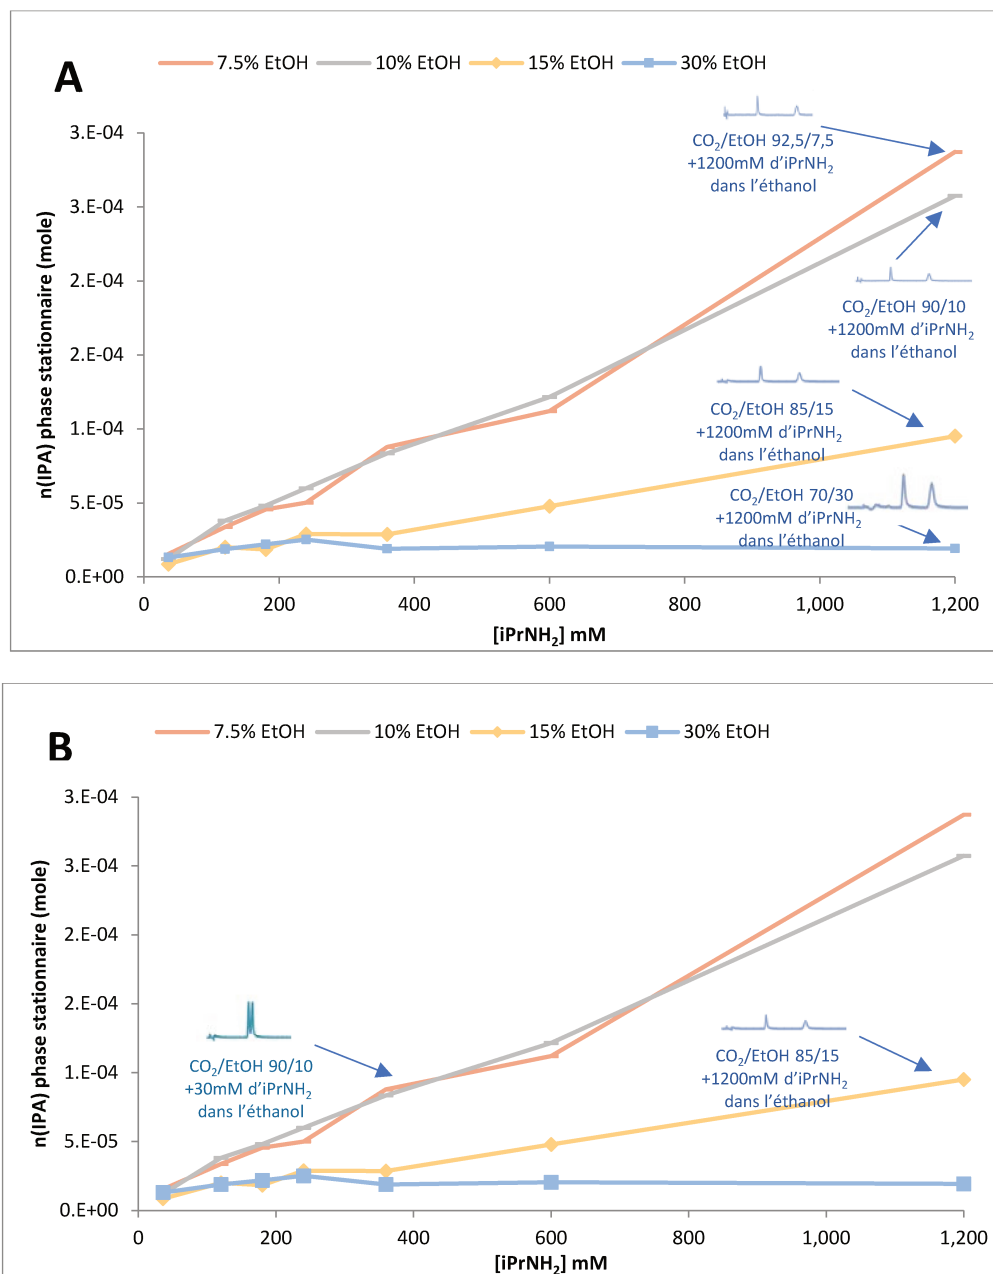 A
7.5% EtOH 10% EtOH 15% EtOH 30% EtOH
n(IPA) phase stationnaire (mole)
3.E-04
3.E-04
2.E-04
2.E-04
1.E-04
5.E-05
0.E+00
CO2/EtOH 92,5/7,5
+1200mM d'iPrNH2
dans l'éthanol
CO2/EtOH 90/10
+1200mM d'iPrNH2
dans l'éthanol
CO2/EtOH 85/15
+1200mM d'iPrNH2
dans l'éthanol
CO2/EtOH 70/30
+1200mM d'iPrNH2
dans l'éthanol
0 200 400 600 800 1,000 1,200
[iPrNH2] mM
B
7.5% EtOH 10% EtOH 15% EtOH 30% EtOH
n(IPA) phase stationnaire (mole)
3.E-04
3.E-04
2.E-04
2.E-04
1.E-04
5.E-05
0.E+00
CO2/EtOH 90/10
+30mM d'iPrNH2
dans l'éthanol
CO2/EtOH 85/15
+1200mM d'iPrNH2
dans l'éthanol
0 200 400 600 800 1,000 1,200
[iPrNH2] mM